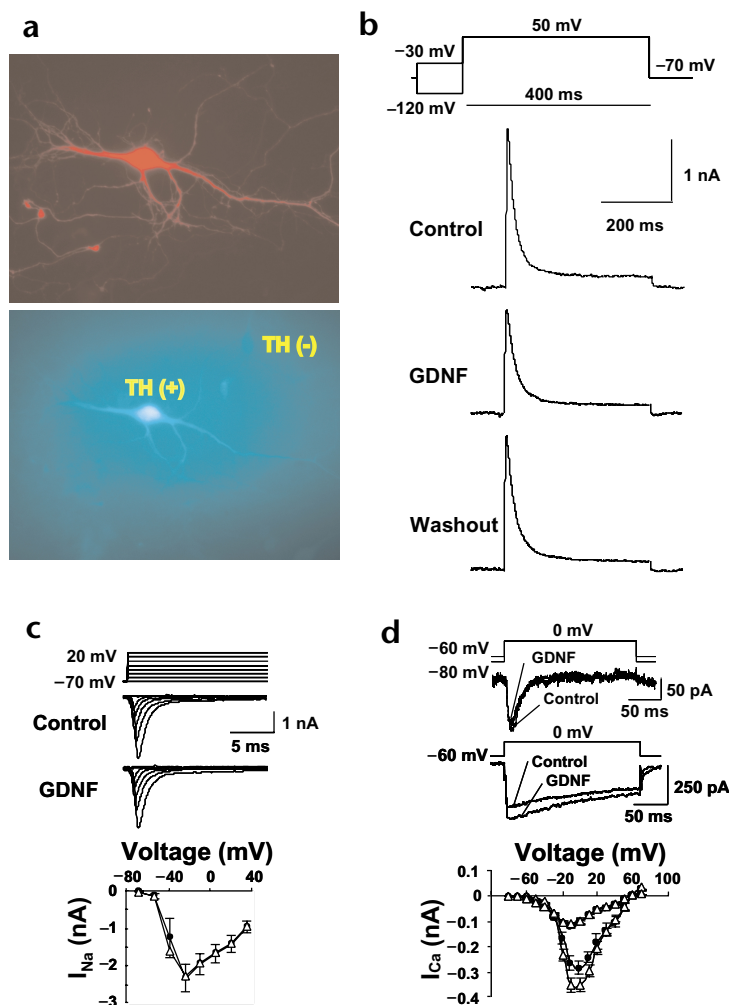 a
TH (-)
TH (+)
b
50 mV
−30 mV
−70 mV
−120 mV
400 ms
1 nA
200 ms
Control
GDNF
Washout
c
20 mV
−70 mV
Control
1 nA
5 ms
GDNF
Voltage (mV)
−80 −40 0 40
0
−1
−2
−3
INa (nA)
d
0 mV
−60 mV
−80 mV
GDNF
Control
50 pA
50 ms
0 mV
−60 mV
Control
GDNF
250 pA
50 ms
Voltage (mV)
−60 −20 20 60 100
0.1
0
−0.1
−0.2
−0.3
−0.4
ICa (nA)